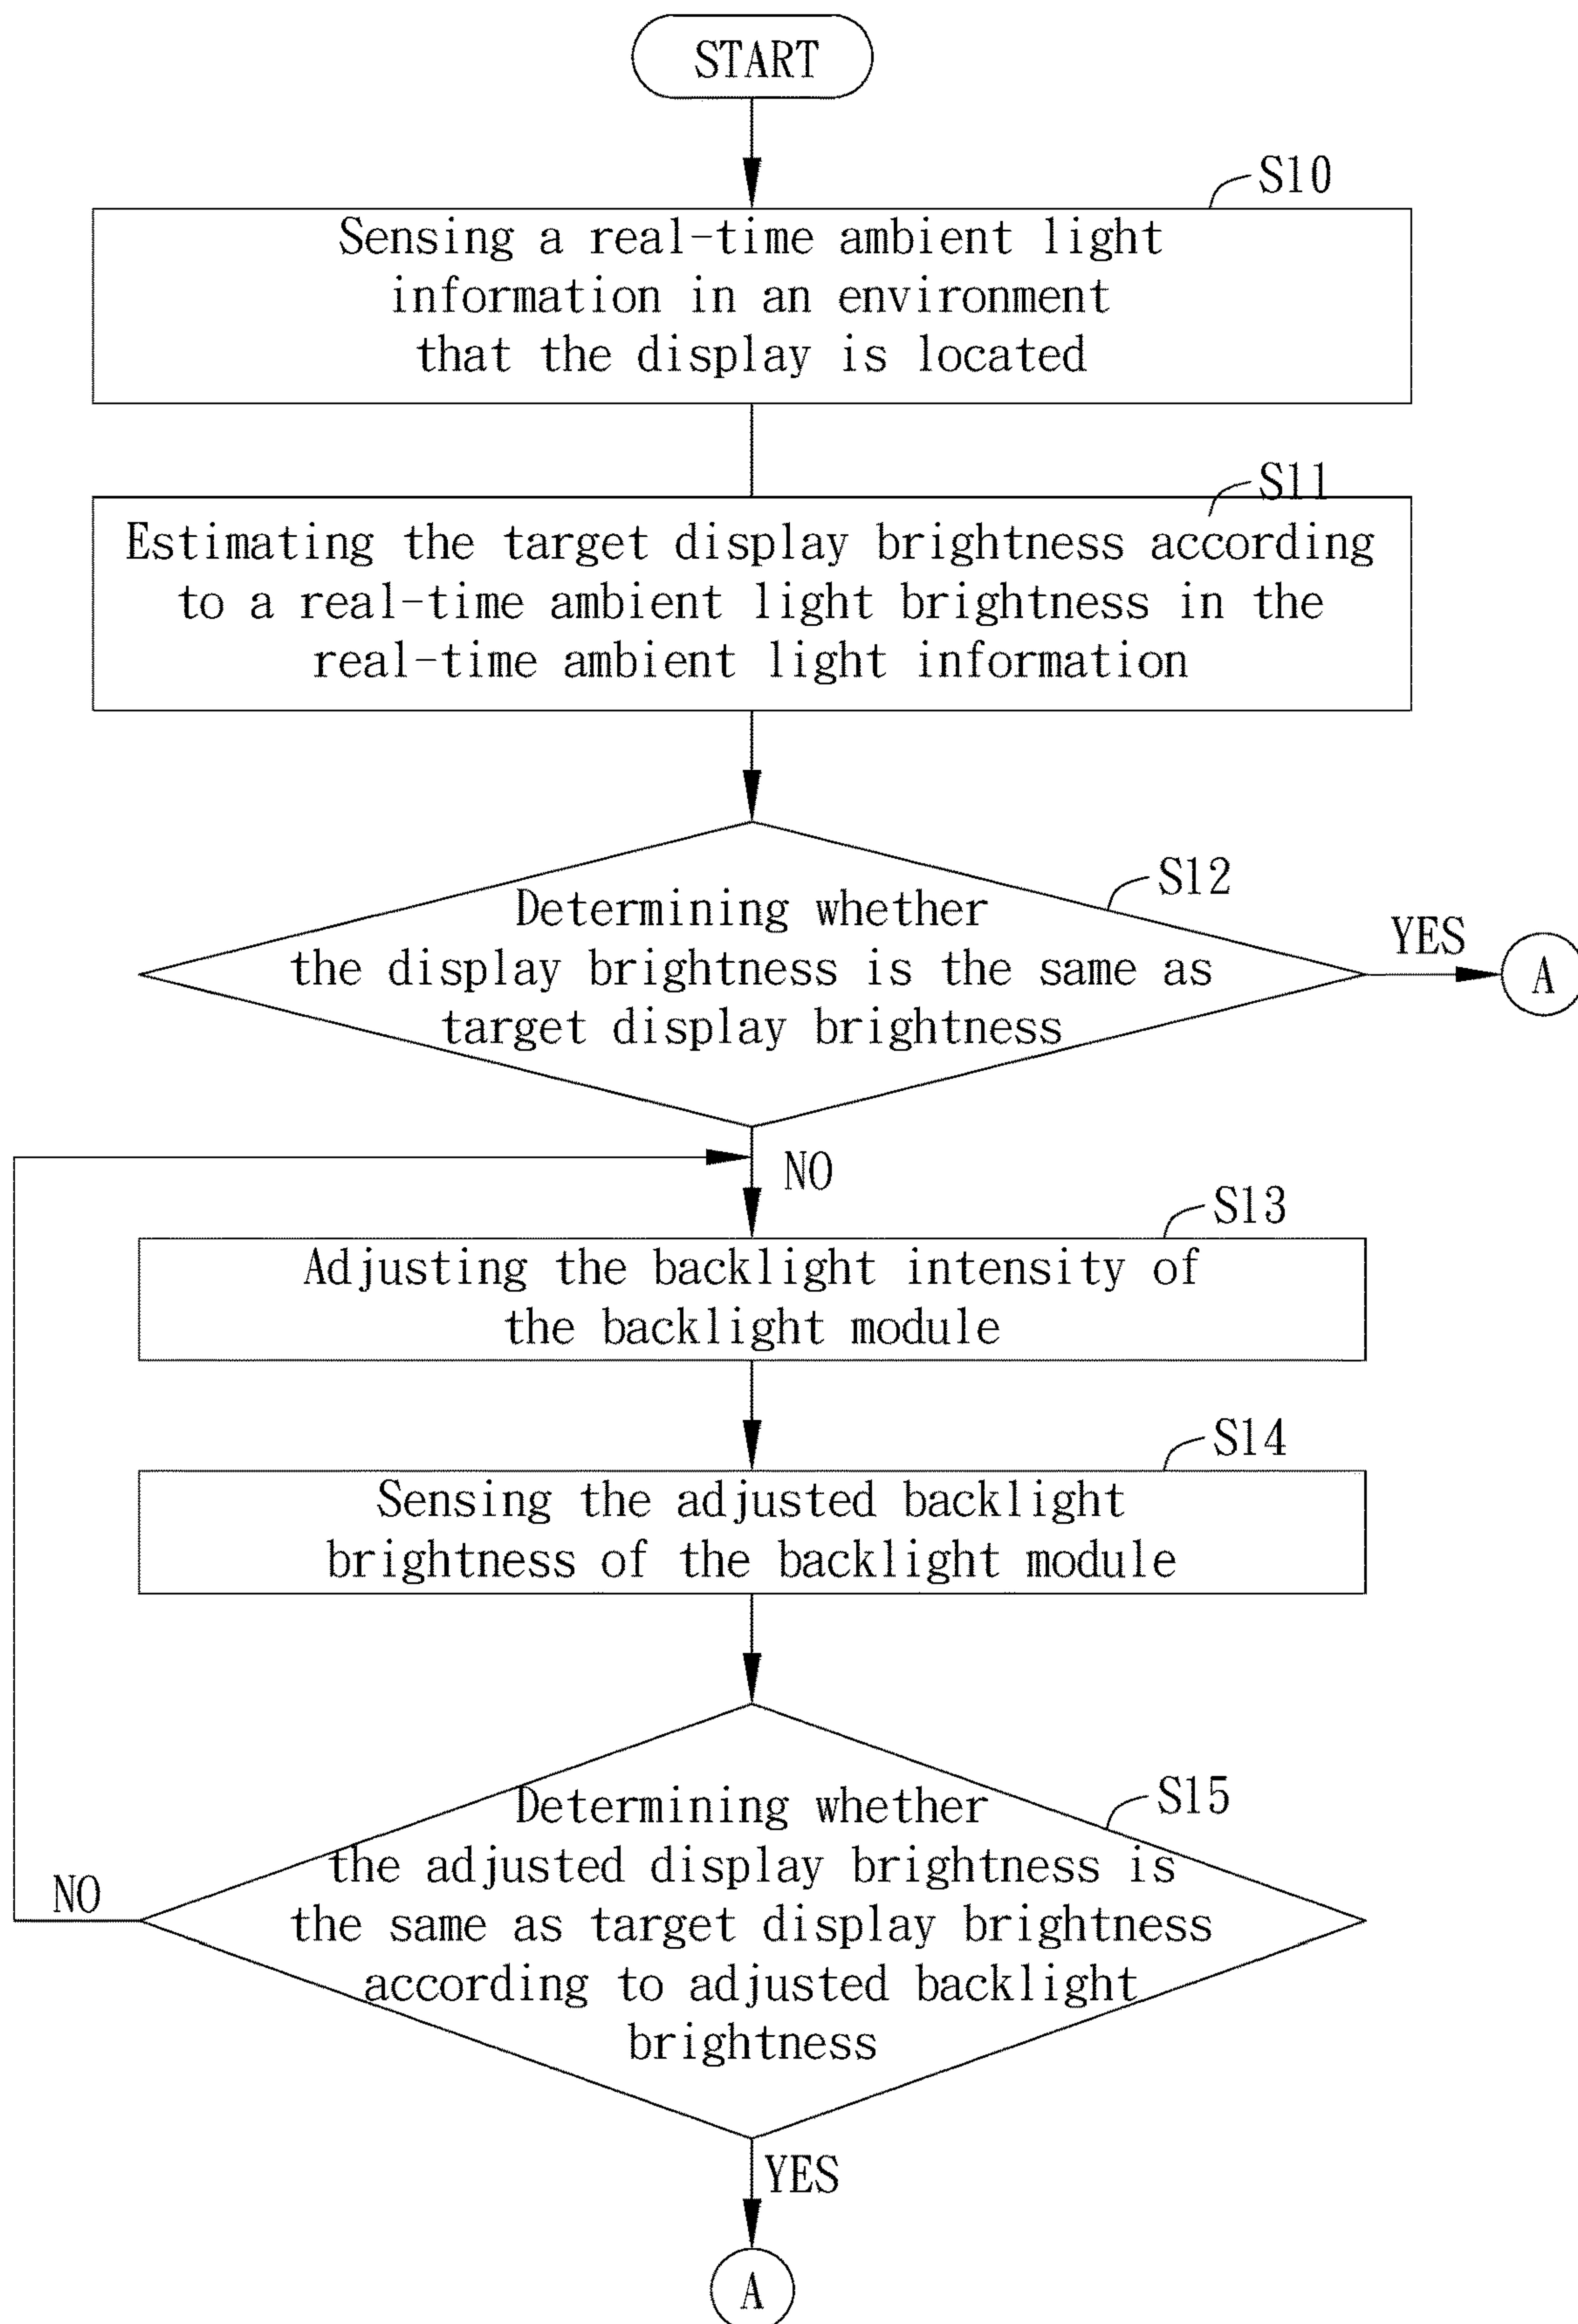 START
S10
Sensing a real-time ambient light
information in an environment
that the display is located
S11
Estimating the target display brightness according
to a real-time ambient light brightness in the
real-time ambient light information
S12
Determining whether
the display brightness is the same as
target display brightness
YES
A
NO
S13
Adjusting the backlight intensity of
the backlight module
S14
Sensing the adjusted backlight
brightness of the backlight module
S15
Determining whether
the adjusted display brightness is
the same as target display brightness
according to adjusted backlight
brightness
NO
YES
A